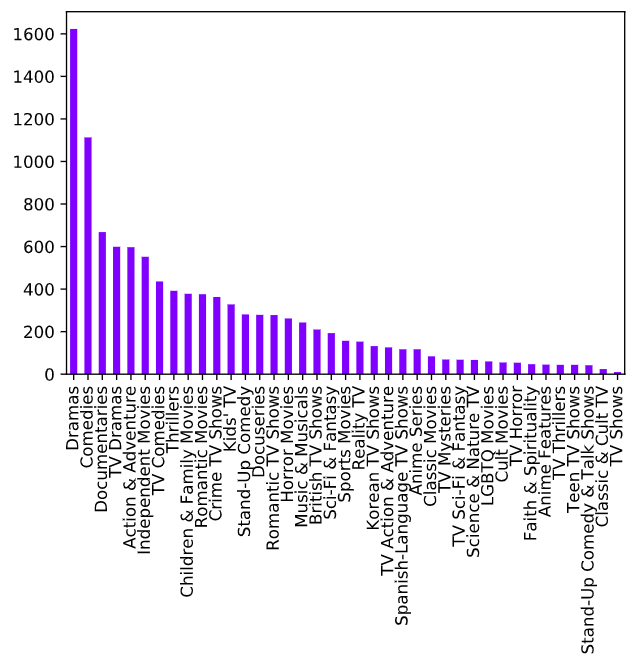 1600
1400
1200
1000
800
600
400
200
0
Dramas
Comedies
Documentaries
TV Dramas
Action & Adventure
Independent Movies
TV Comedies
Thrillers
Children & Family Movies
Romantic Movies
Crime TV Shows
Kids' TV
Stand-Up Comedy
Docuseries
Romantic TV Shows
Horror Movies
Music & Musicals
British TV Shows
Sci-Fi & Fantasy
Sports Movies
Reality TV
Korean TV Shows
TV Action & Adventure
Spanish-Language TV Shows
Anime Series
Classic Movies
TV Mysteries
TV Sci-Fi & Fantasy
Science & Nature TV
LGBTQ Movies
Cult Movies
TV Horror
Faith & Spirituality
Anime Features
TV Thrillers
Teen TV Shows
Stand-Up Comedy & Talk Shows
Classic & Cult TV
TV Shows